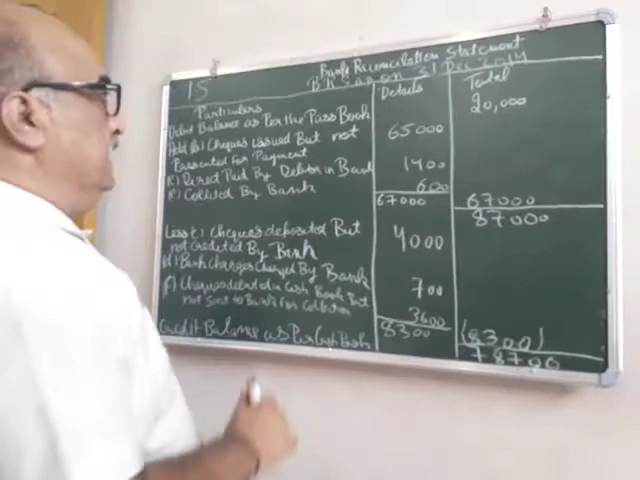 15 Bank Reconciliation Statement
B.R.S as on 31 Dec 2014
Particulars Details Total
Debit Balance as Per the Pass Book 20,000
Add (b) Cheques issued But not 65000
Presented for Payment
Direct Paid By Debtor in Bank 1400
(e) Collected By Bank 600
67000 67000
87000
Less Cheques deposited But 4000
not Credited By Bank
(d) Bank Charges Charged By Bank 700
(f) Cheques debited in Cash Book But
not Sent to Bank For Collection 3600
8300 (8300)
Credit Balance as Per Cash Book 78700